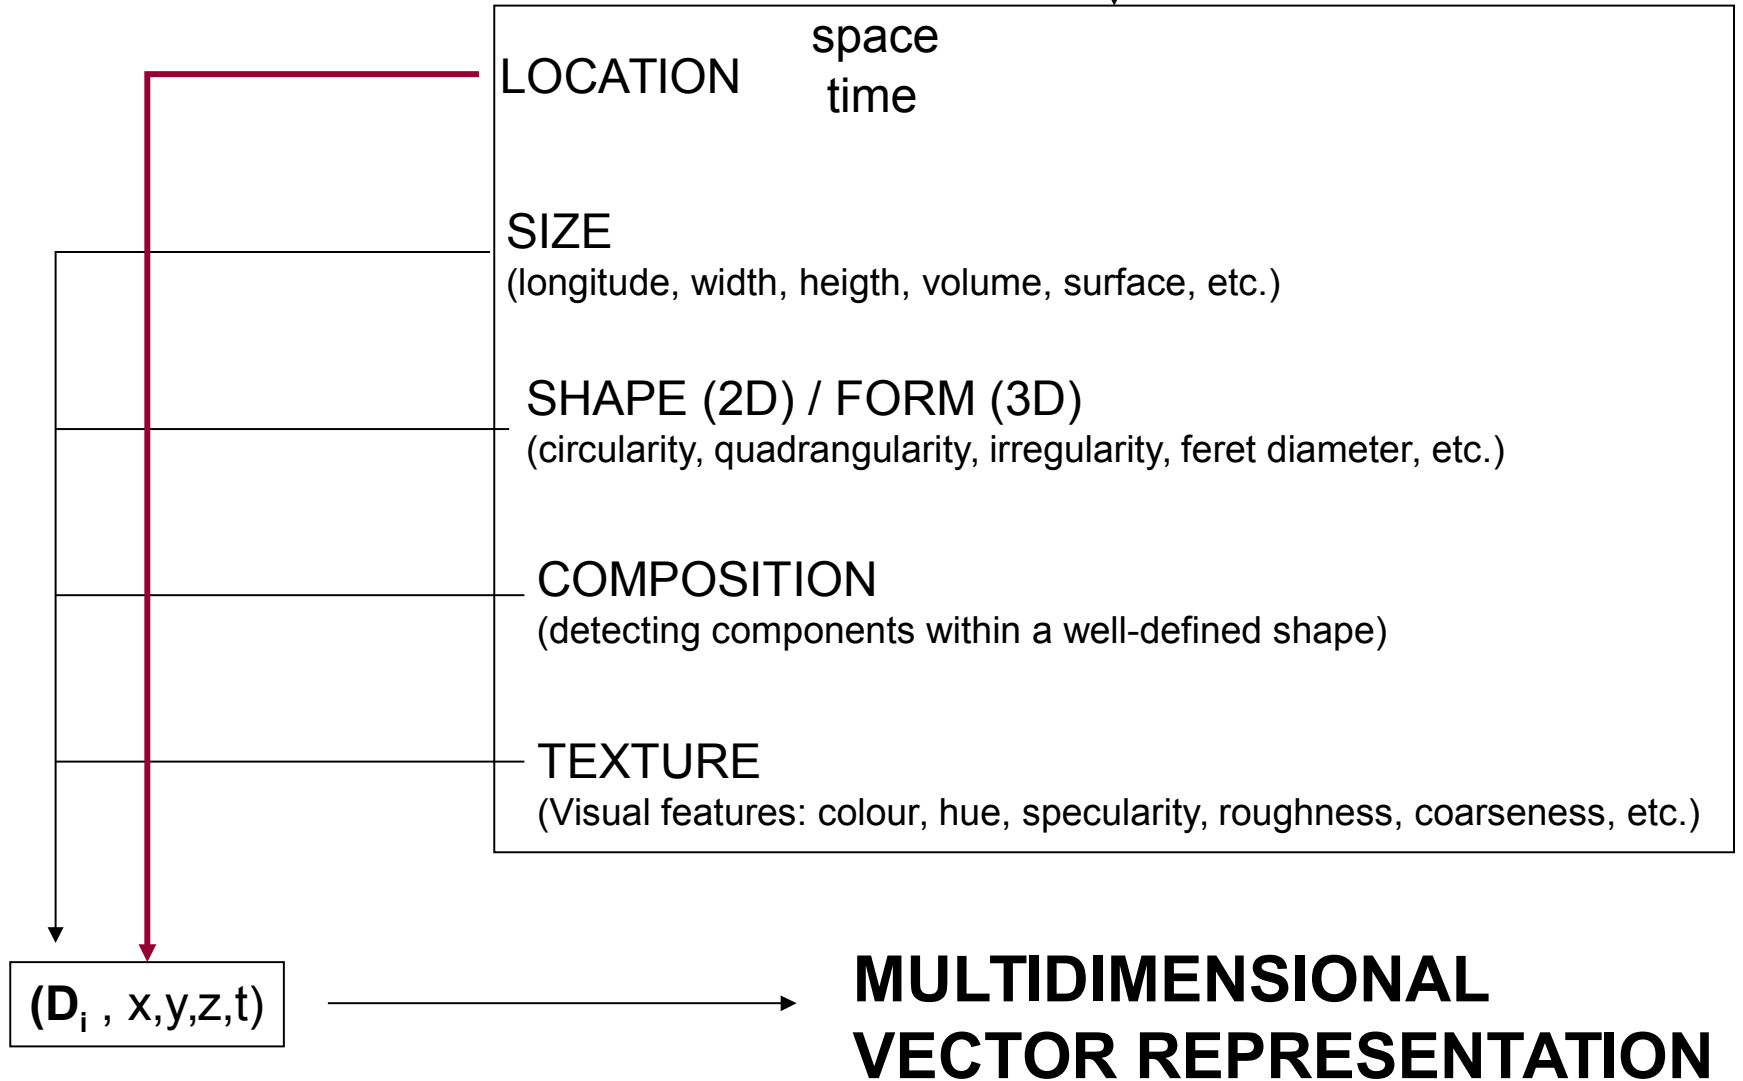 space
LOCATION
time
SIZE
(longitude, width, heigth, volume, surface, etc.)
SHAPE (2D) / FORM (3D)
(circularity, quadrangularity, irregularity, feret diameter, etc.)
COMPOSITION
(detecting components within a well-defined shape)
TEXTURE
(Visual features: colour, hue, specularity, roughness, coarseness, etc.)
(Di , x,y,z,t)
MULTIDIMENSIONAL
VECTOR REPRESENTATION